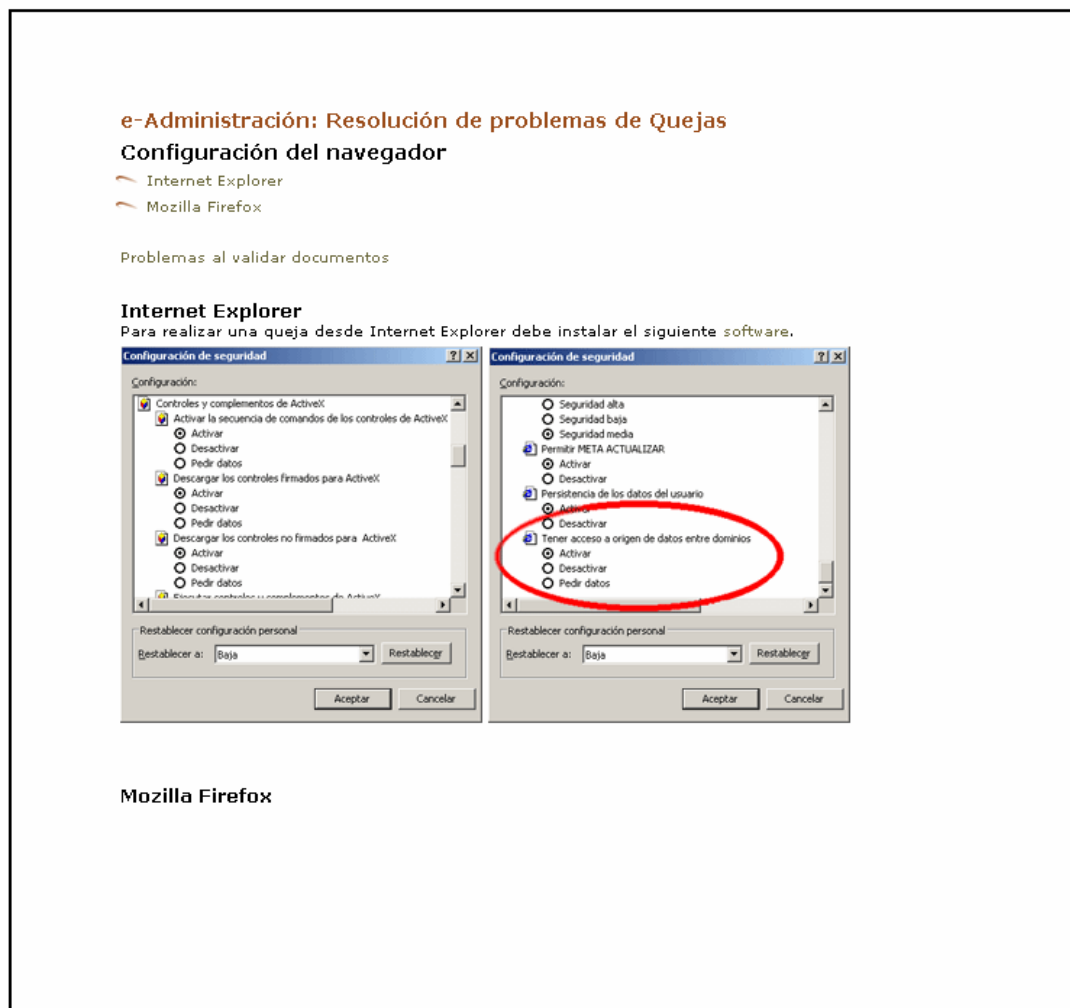 e-Administración: Resolución de problemas de Quejas
Configuración del navegador
Internet Explorer
Mozilla Firefox
Problemas al validar documentos
Internet Explorer
Para realizar una queja desde Internet Explorer debe instalar el siguiente software.
Configuración de seguridad
Configuración:
Controles y complementos de ActiveX
Activar la secuencia de comandos de los controles de ActiveX
Activar
Desactivar
Pedir datos
Descargar los controles firmados para ActiveX
Activar
Desactivar
Pedir datos
Descargar los controles no firmados para ActiveX
Activar
Desactivar
Pedir datos
Ejecutar controles y complementos de ActiveX
Restablecer configuración personal
Restablecer a: Baja Restablecer
Aceptar Cancelar
Configuración de seguridad
Configuración:
Seguridad alta
Seguridad baja
Seguridad media
Permitir META ACTUALIZAR
Activar
Desactivar
Persistencia de los datos del usuario
Activar
Desactivar
Tener acceso a origen de datos entre dominios
Activar
Desactivar
Pedir datos
Restablecer configuración personal
Restablecer a: Baja Restablecer
Aceptar Cancelar
Mozilla Firefox